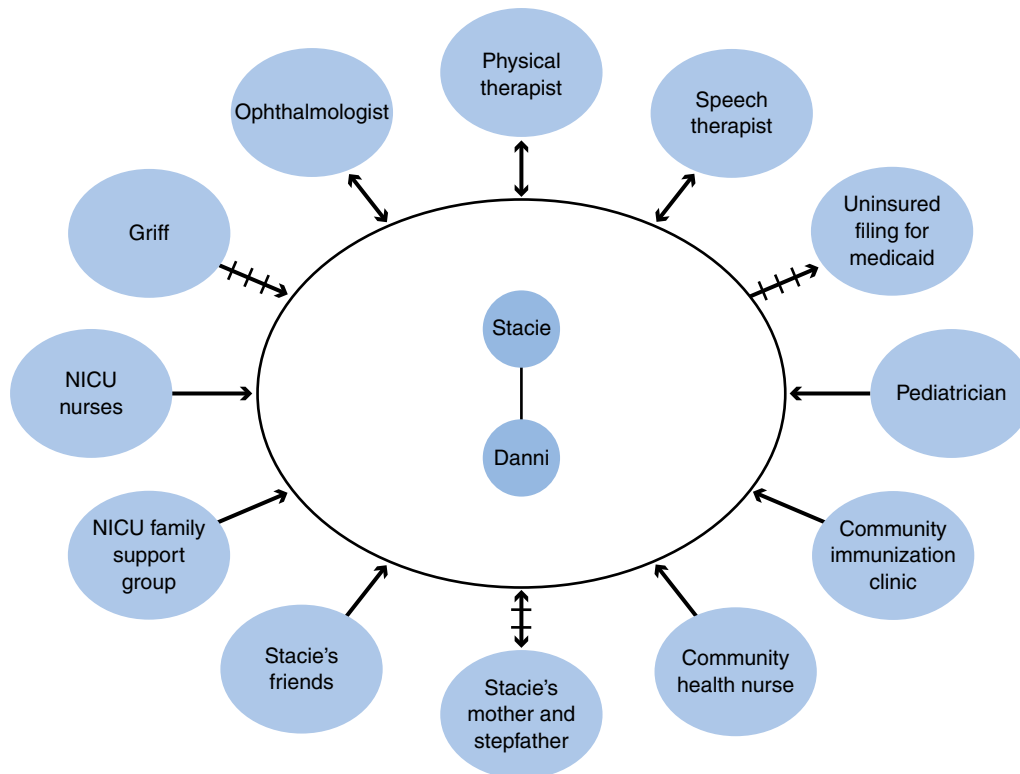 Physical
therapist
Ophthalmologist
Speech
therapist
Griff
Uninsured
filing for
medicaid
Stacie
NICU
nurses
Pediatrician
Danni
NICU family
support
group
Community
immunization
clinic
Stacie's
friends
Stacie's
mother and
stepfather
Community
health nurse